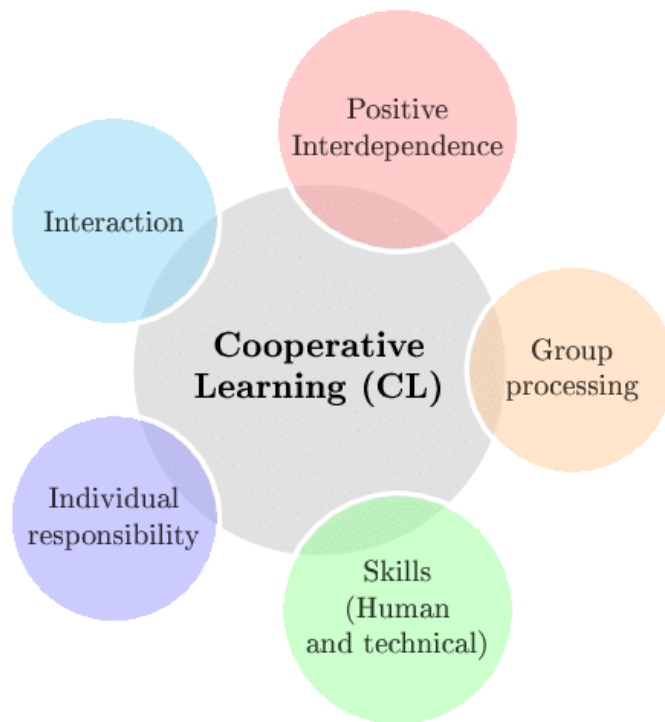 Positive
Interdependence
Interaction
Cooperative
Learning (CL)
Group
processing
Individual
responsibility
Skills
(Human
and technical)